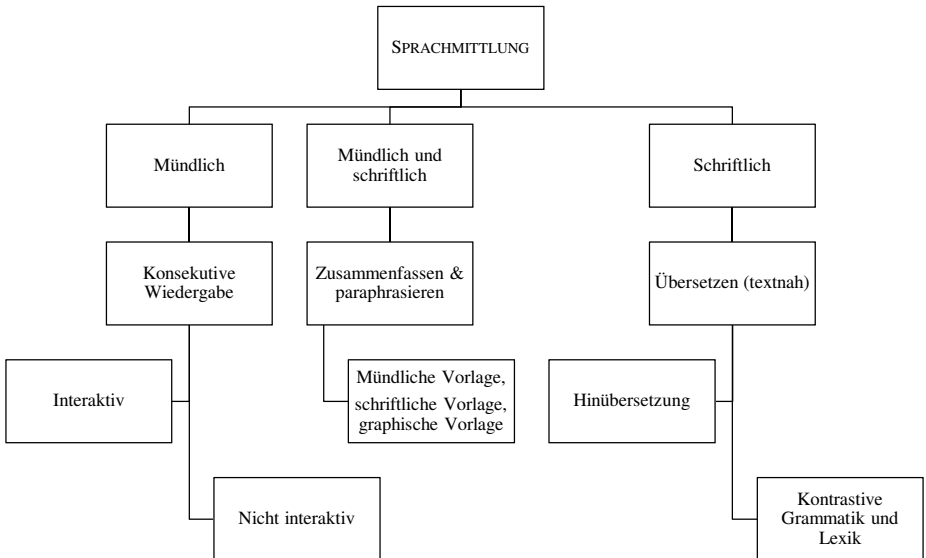 SPRACHMITTLUNG
Mündlich
Mündlich und
schriftlich
Schriftlich
Konsekutive
Wiedergabe
Zusammenfassen &
paraphrasieren
Übersetzen (textnah)
Interaktiv
Mündliche Vorlage,
schriftliche Vorlage,
graphische Vorlage
Hinübersetzung
Nicht interaktiv
Kontrastive
Grammatik und
Lexik